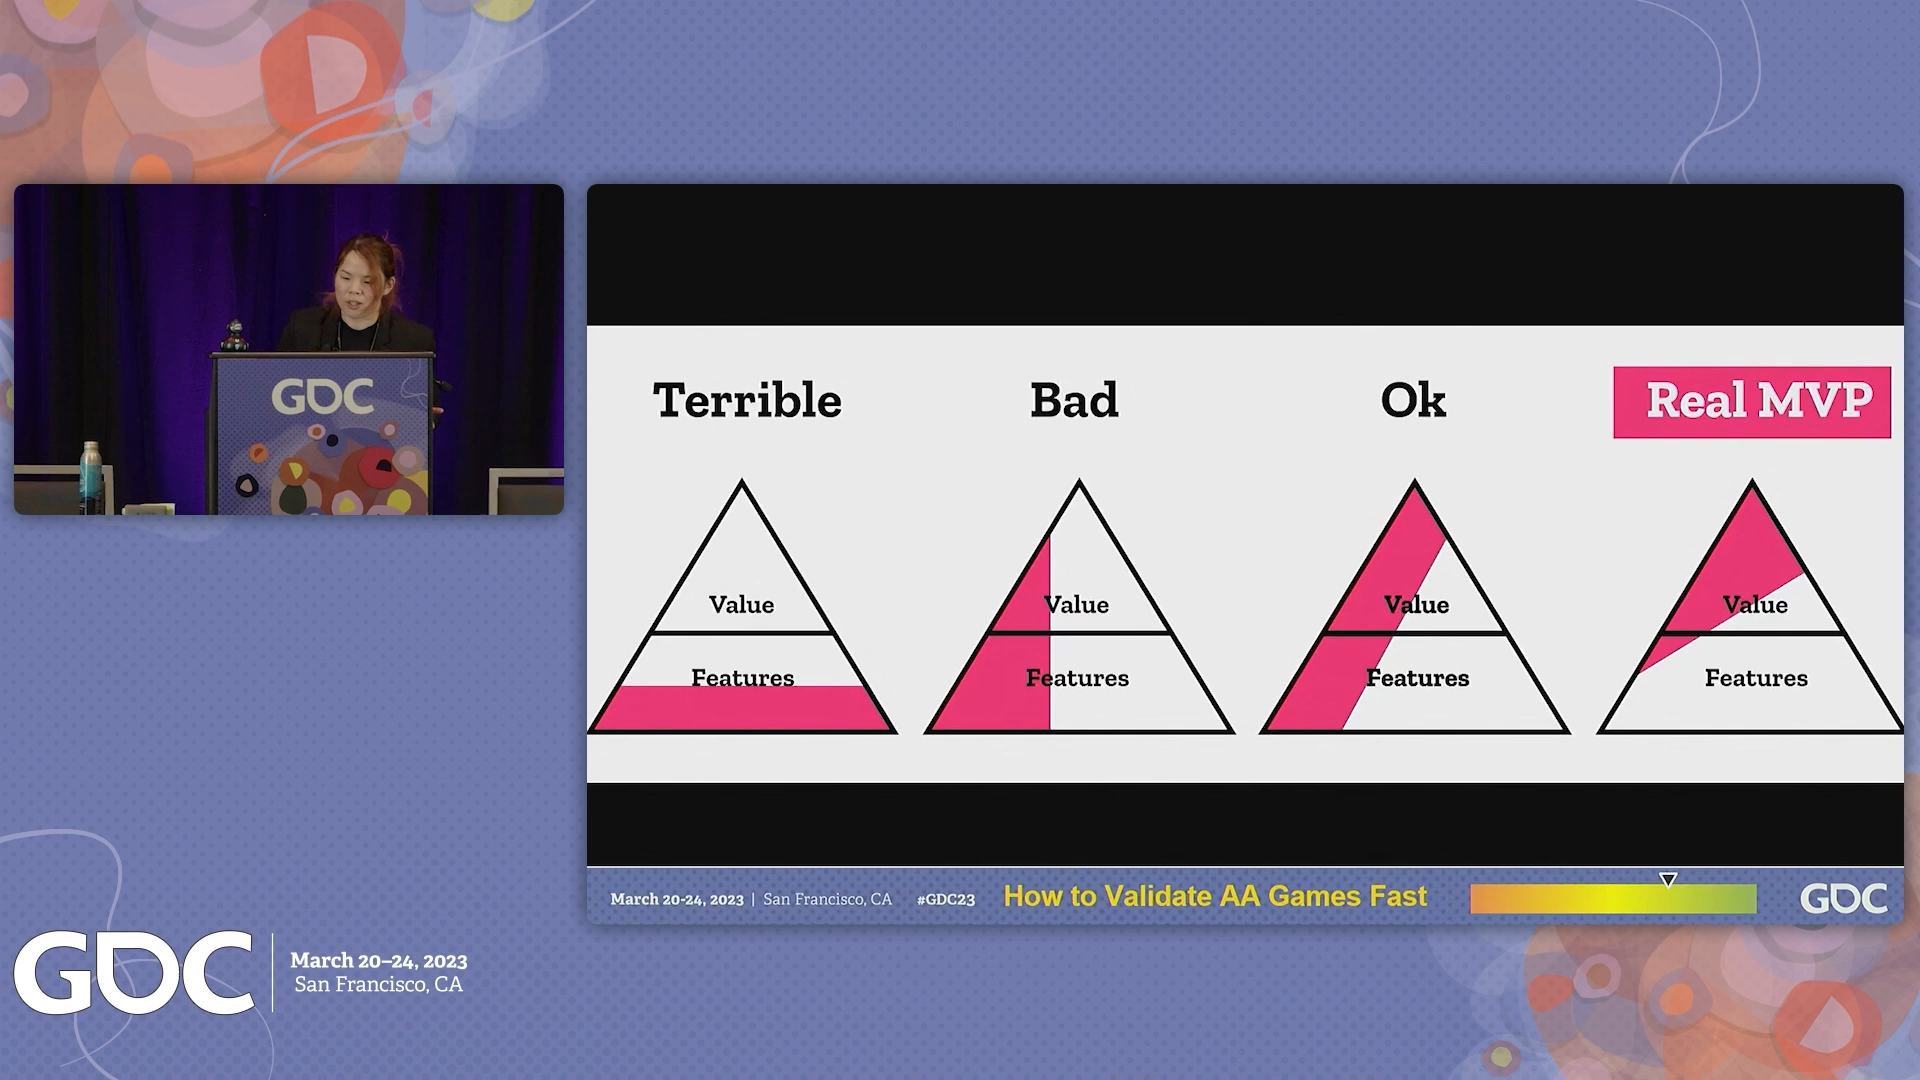 GDC
Terrible
Bad
Ok
Real MVP
Value
Features
Value
Features
Value
Features
Value
Features
March 20-24, 2023 | San Francisco, CA #GDC23 How to Validate AA Games Fast GDC
GDC
March 20–24, 2023
San Francisco, CA